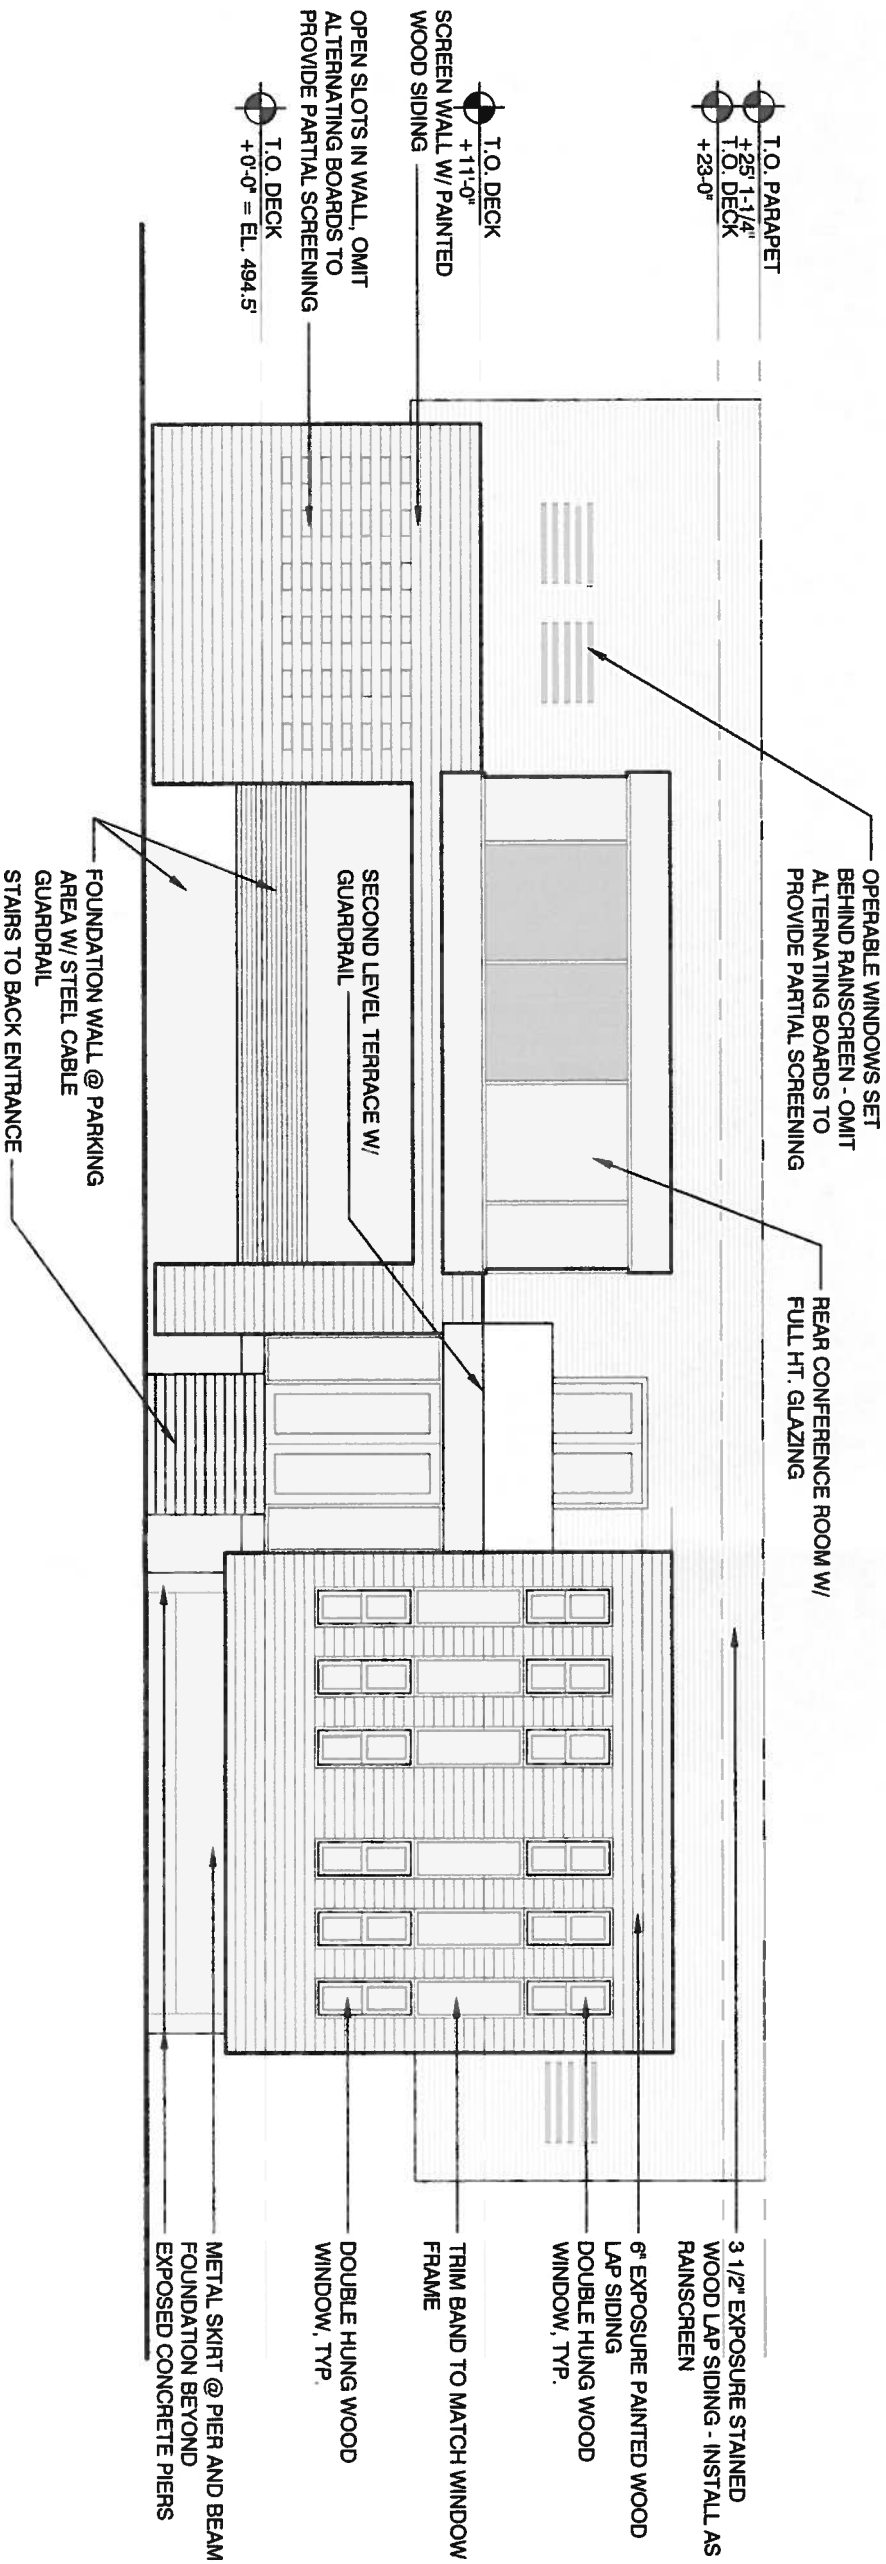 T.O. PARAPET
+25' 1-1/4"
T.O. DECK
+23-0"
T.O. DECK
+11'-0"
SCREEN WALL W/ PAINTED
WOOD SIDING
OPEN SLOTS IN WALL, OMIT
ALTERNATING BOARDS TO
PROVIDE PARTIAL SCREENING
T.O. DECK
+0'-0" = EL. 494.5'
OPERABLE WINDOWS SET
BEHIND RAINSCREEN - OMIT
ALTERNATING BOARDS TO
PROVIDE PARTIAL SCREENING
REAR CONFERENCE ROOM W/
FULL HT. GLAZING
SECOND LEVEL TERRACE W/
GUARDRAIL
FOUNDATION WALL @ PARKING
AREA W/ STEEL CABLE
GUARDRAIL
STAIRS TO BACK ENTRANCE
3 1/2" EXPOSURE STAINED
WOOD LAP SIDING - INSTALL AS
RAINSCREEN
6" EXPOSURE PAINTED WOOD
LAP SIDING
DOUBLE HUNG WOOD
WINDOW, TYP.
TRIM BAND TO MATCH WINDOW
FRAME
DOUBLE HUNG WOOD
WINDOW, TYP.
METAL SKIRT @ PIER AND BEAM
FOUNDATION BEYOND
EXPOSED CONCRETE PIERS